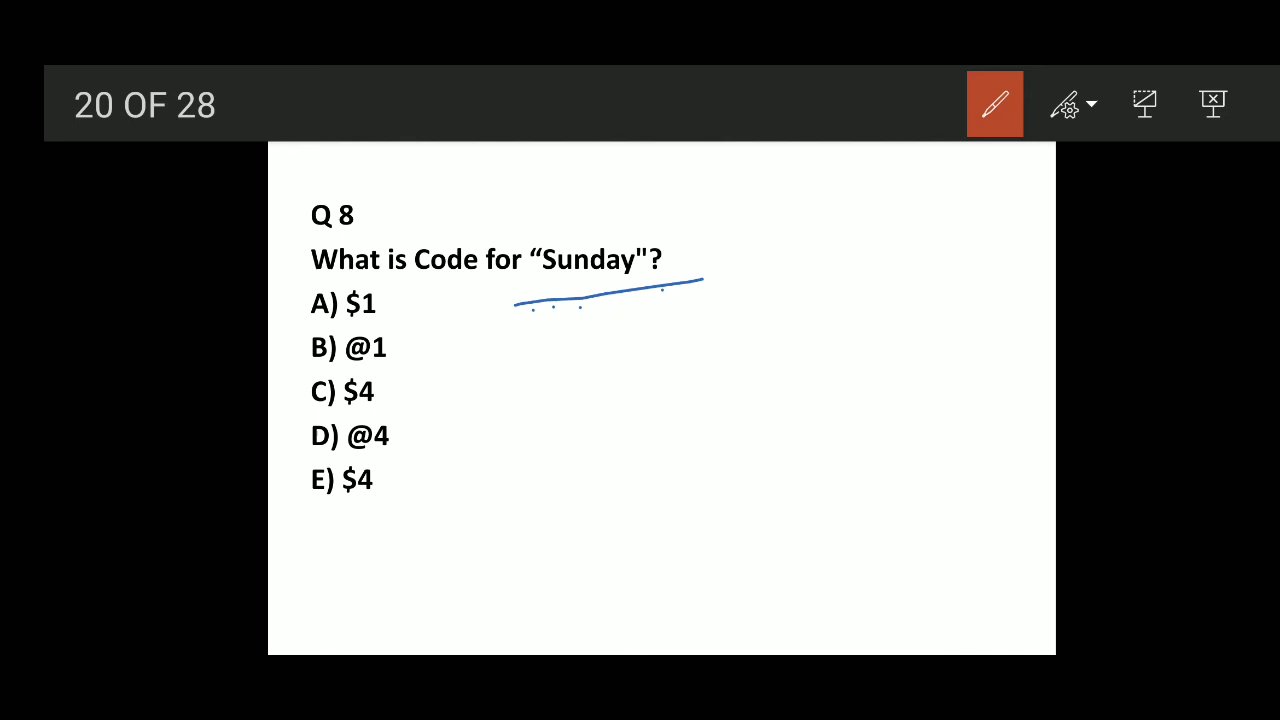 20 OF 28
Q 8
What is Code for “Sunday"?
A) $1
B) @1
C) $4
D) @4
E) $4